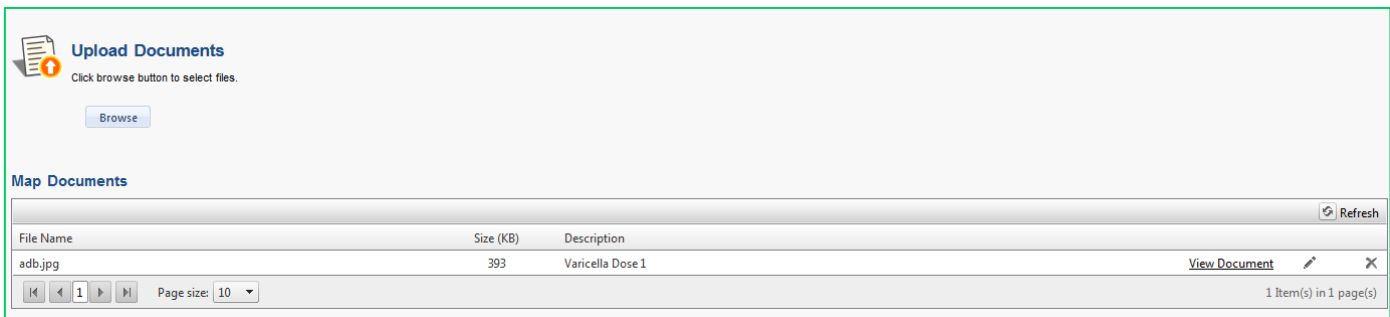 Upload Documents
Click browse button to select files.
Browse
Map Documents
Refresh
File Name Size (KB) Description
adb.jpg 393 Varicella Dose 1 View Document
1 Page size: 10 1 Item(s) in 1 page(s)